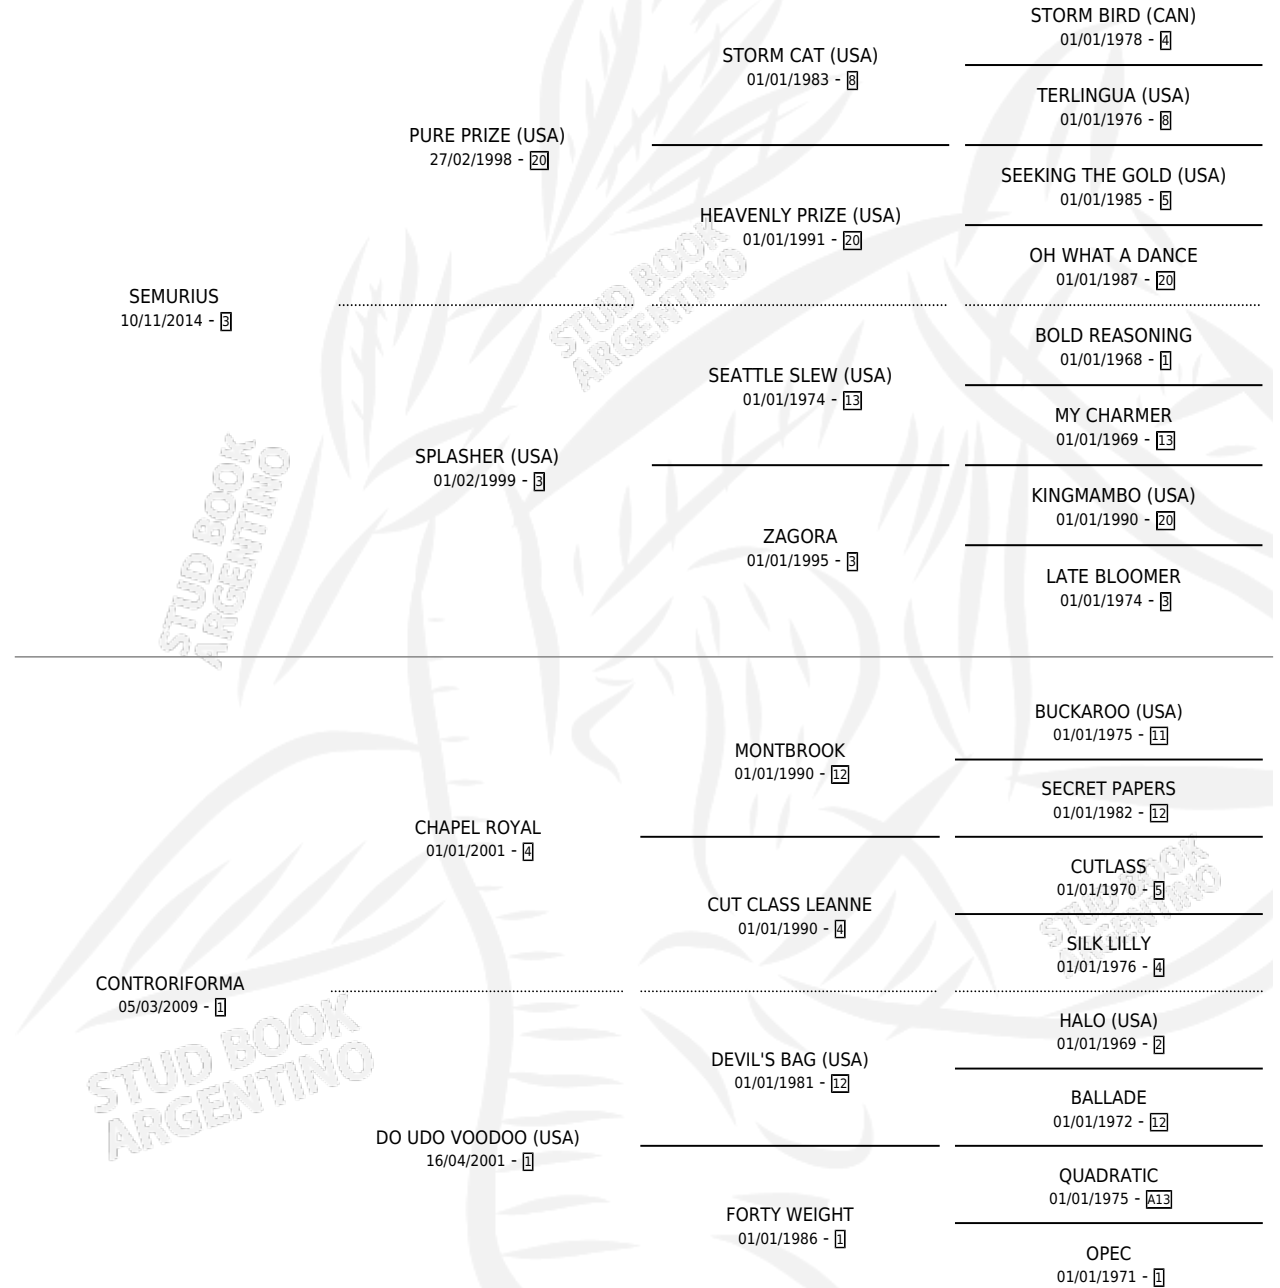 STORM BIRD (CAN)
01/01/1978 - 4
STORM CAT (USA)
01/01/1983 - 8
TERLINGUA (USA)
01/01/1976 - 8
PURE PRIZE (USA)
27/02/1998 - 20
SEEKING THE GOLD (USA)
01/01/1985 - 5
HEAVENLY PRIZE (USA)
01/01/1991 - 20
OH WHAT A DANCE
01/01/1987 - 20
SEMURIUS
10/11/2014 - 3
STUD BOOK
ARGENTINO
BOLD REASONING
01/01/1968 - 1
SEATTLE SLEW (USA)
01/01/1974 - 13
MY CHARMER
01/01/1969 - 13
SPLASHER (USA)
01/02/1999 - 3
KINGMAMBO (USA)
01/01/1990 - 20
ZAGORA
01/01/1995 - 3
LATE BLOOMER
01/01/1974 - 3
STUD BOOK
ARGENTINO
BUCKAROO (USA)
01/01/1975 - 11
MONTBROOK
01/01/1990 - 12
SECRET PAPERS
01/01/1982 - 12
CHAPEL ROYAL
01/01/2001 - 4
CUTLASS
01/01/1970 - 5
CUT CLASS LEANNE
01/01/1990 - 4
STUD BOOK
ARGENTINO
SILK LILLY
01/01/1976 - 4
CONTRORIFORMA
05/03/2009 - 1
HALO (USA)
01/01/1969 - 2
DEVIL'S BAG (USA)
01/01/1981 - 12
STUD BOOK
ARGENTINO
BALLADE
01/01/1972 - 12
DO UDO VOODOO (USA)
16/04/2001 - 1
QUADRATIC
01/01/1975 - A13
FORTY WEIGHT
01/01/1986 - 1
OPEC
01/01/1971 - 1